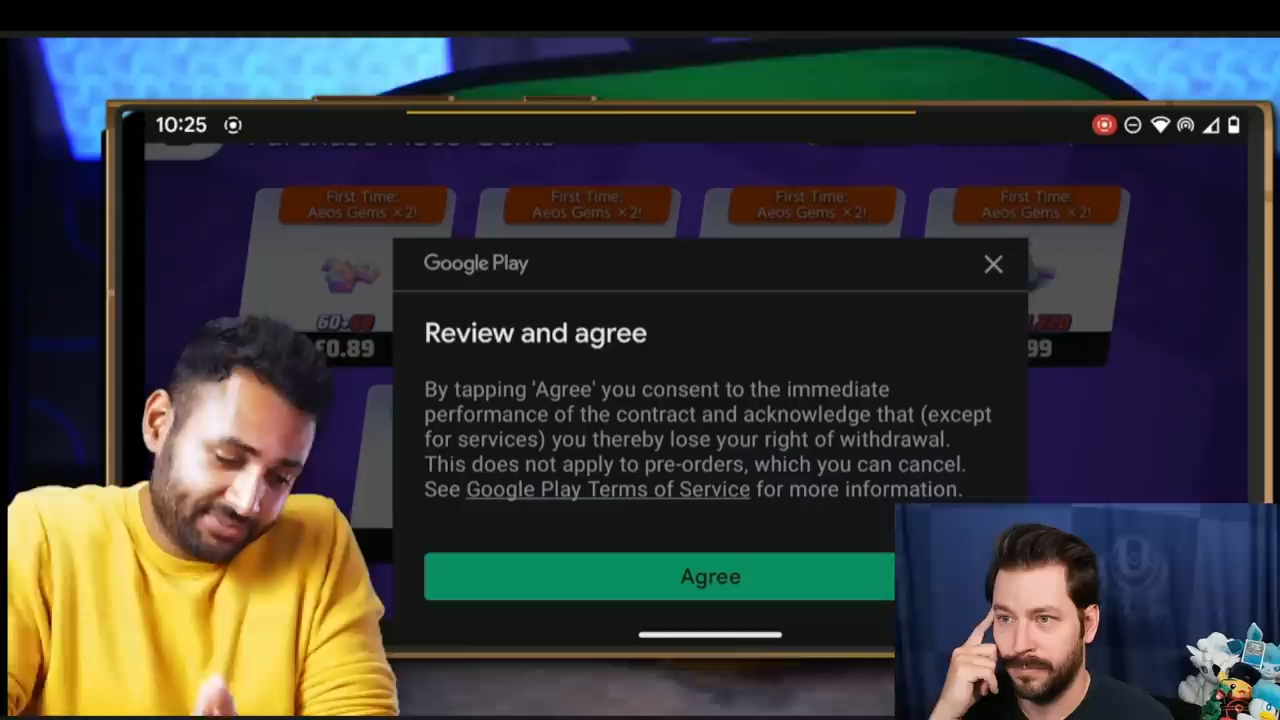 10:25
First Time:
Aeos Gems ×2!
First Time:
Aeos Gems ×2!
First Time:
Aeos Gems ×2!
First Time:
Aeos Gems ×2!
Google Play
60+60
£0.89
99
Review and agree
By tapping 'Agree' you consent to the immediate
performance of the contract and acknowledge that (except
for services) you thereby lose your right of withdrawal.
This does not apply to pre-orders, which you can cancel.
See Google Play Terms of Service for more information.
Agree